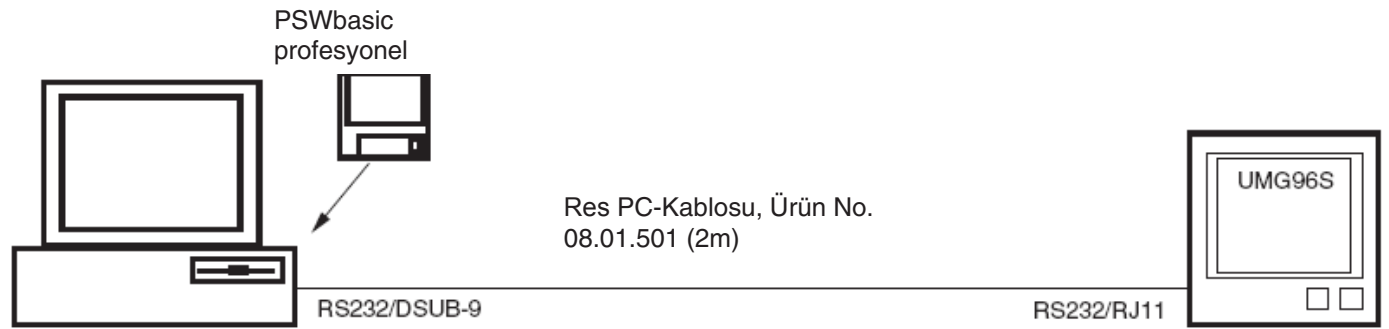 PSWbasic
profesyonel
UMG96S
Res PC-Kablosu, Ürün No.
08.01.501 (2m)
RS232/DSUB-9
RS232/RJ11